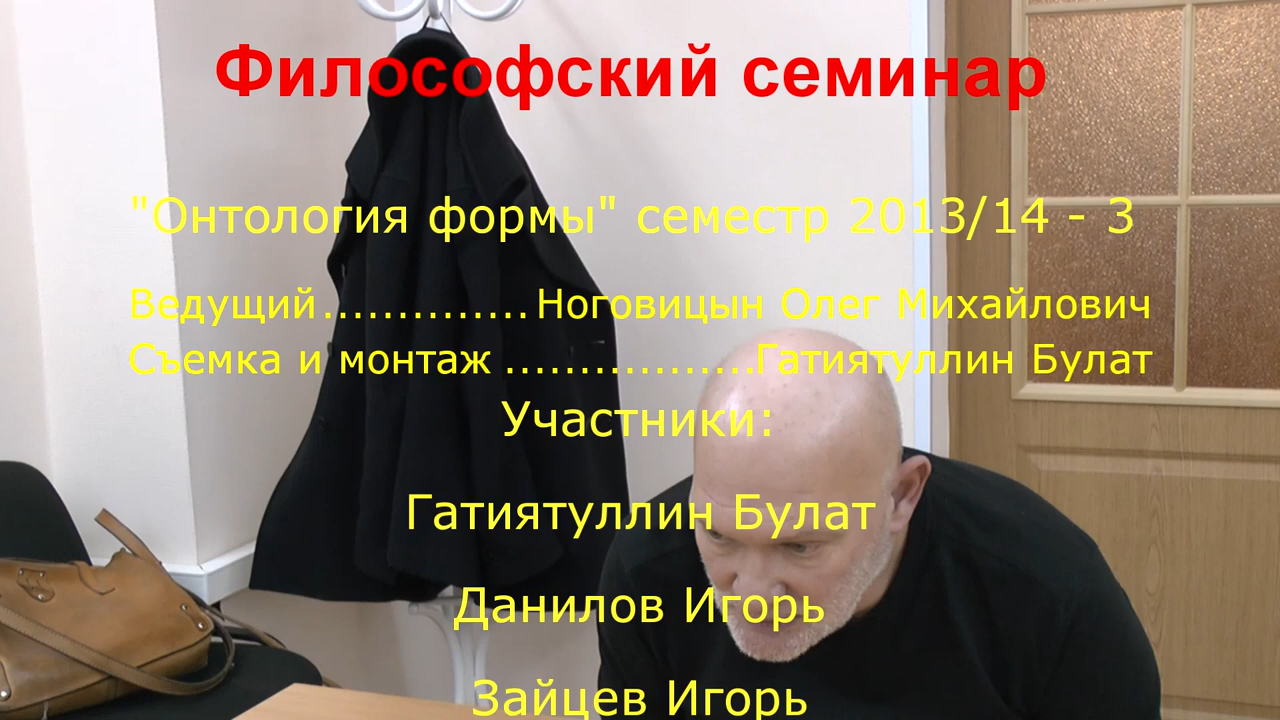 Философский семинар
"Онтология формы" семестр 2013/14 - 3
Ведущий..............Ноговицын Олег Михайлович
Съемка и монтаж .................Гатиятуллин Булат
Участники:
Гатиятуллин Булат
Данилов Игорь
Зайцев Игорь